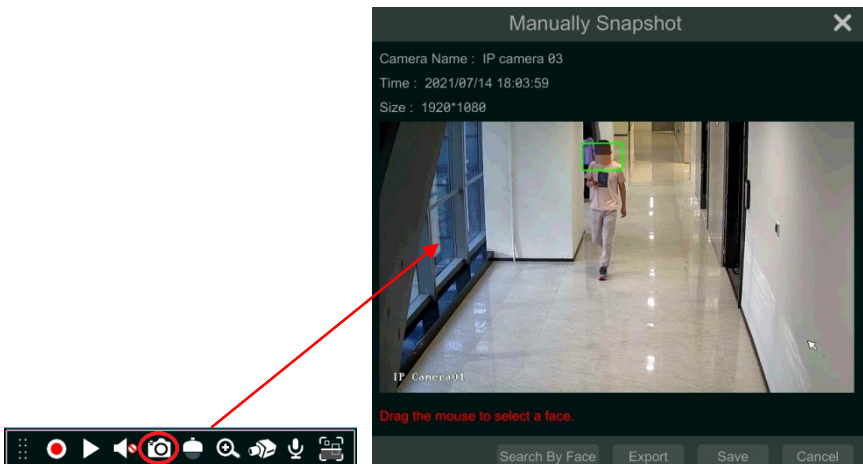 Manually Snapshot
Camera Name : IP camera 03
Time : 2021/07/14 18:03:59
Size : 1920*1080
IP Camera01
Drag the mouse to select a face.
Search By Face Export Save Cancel